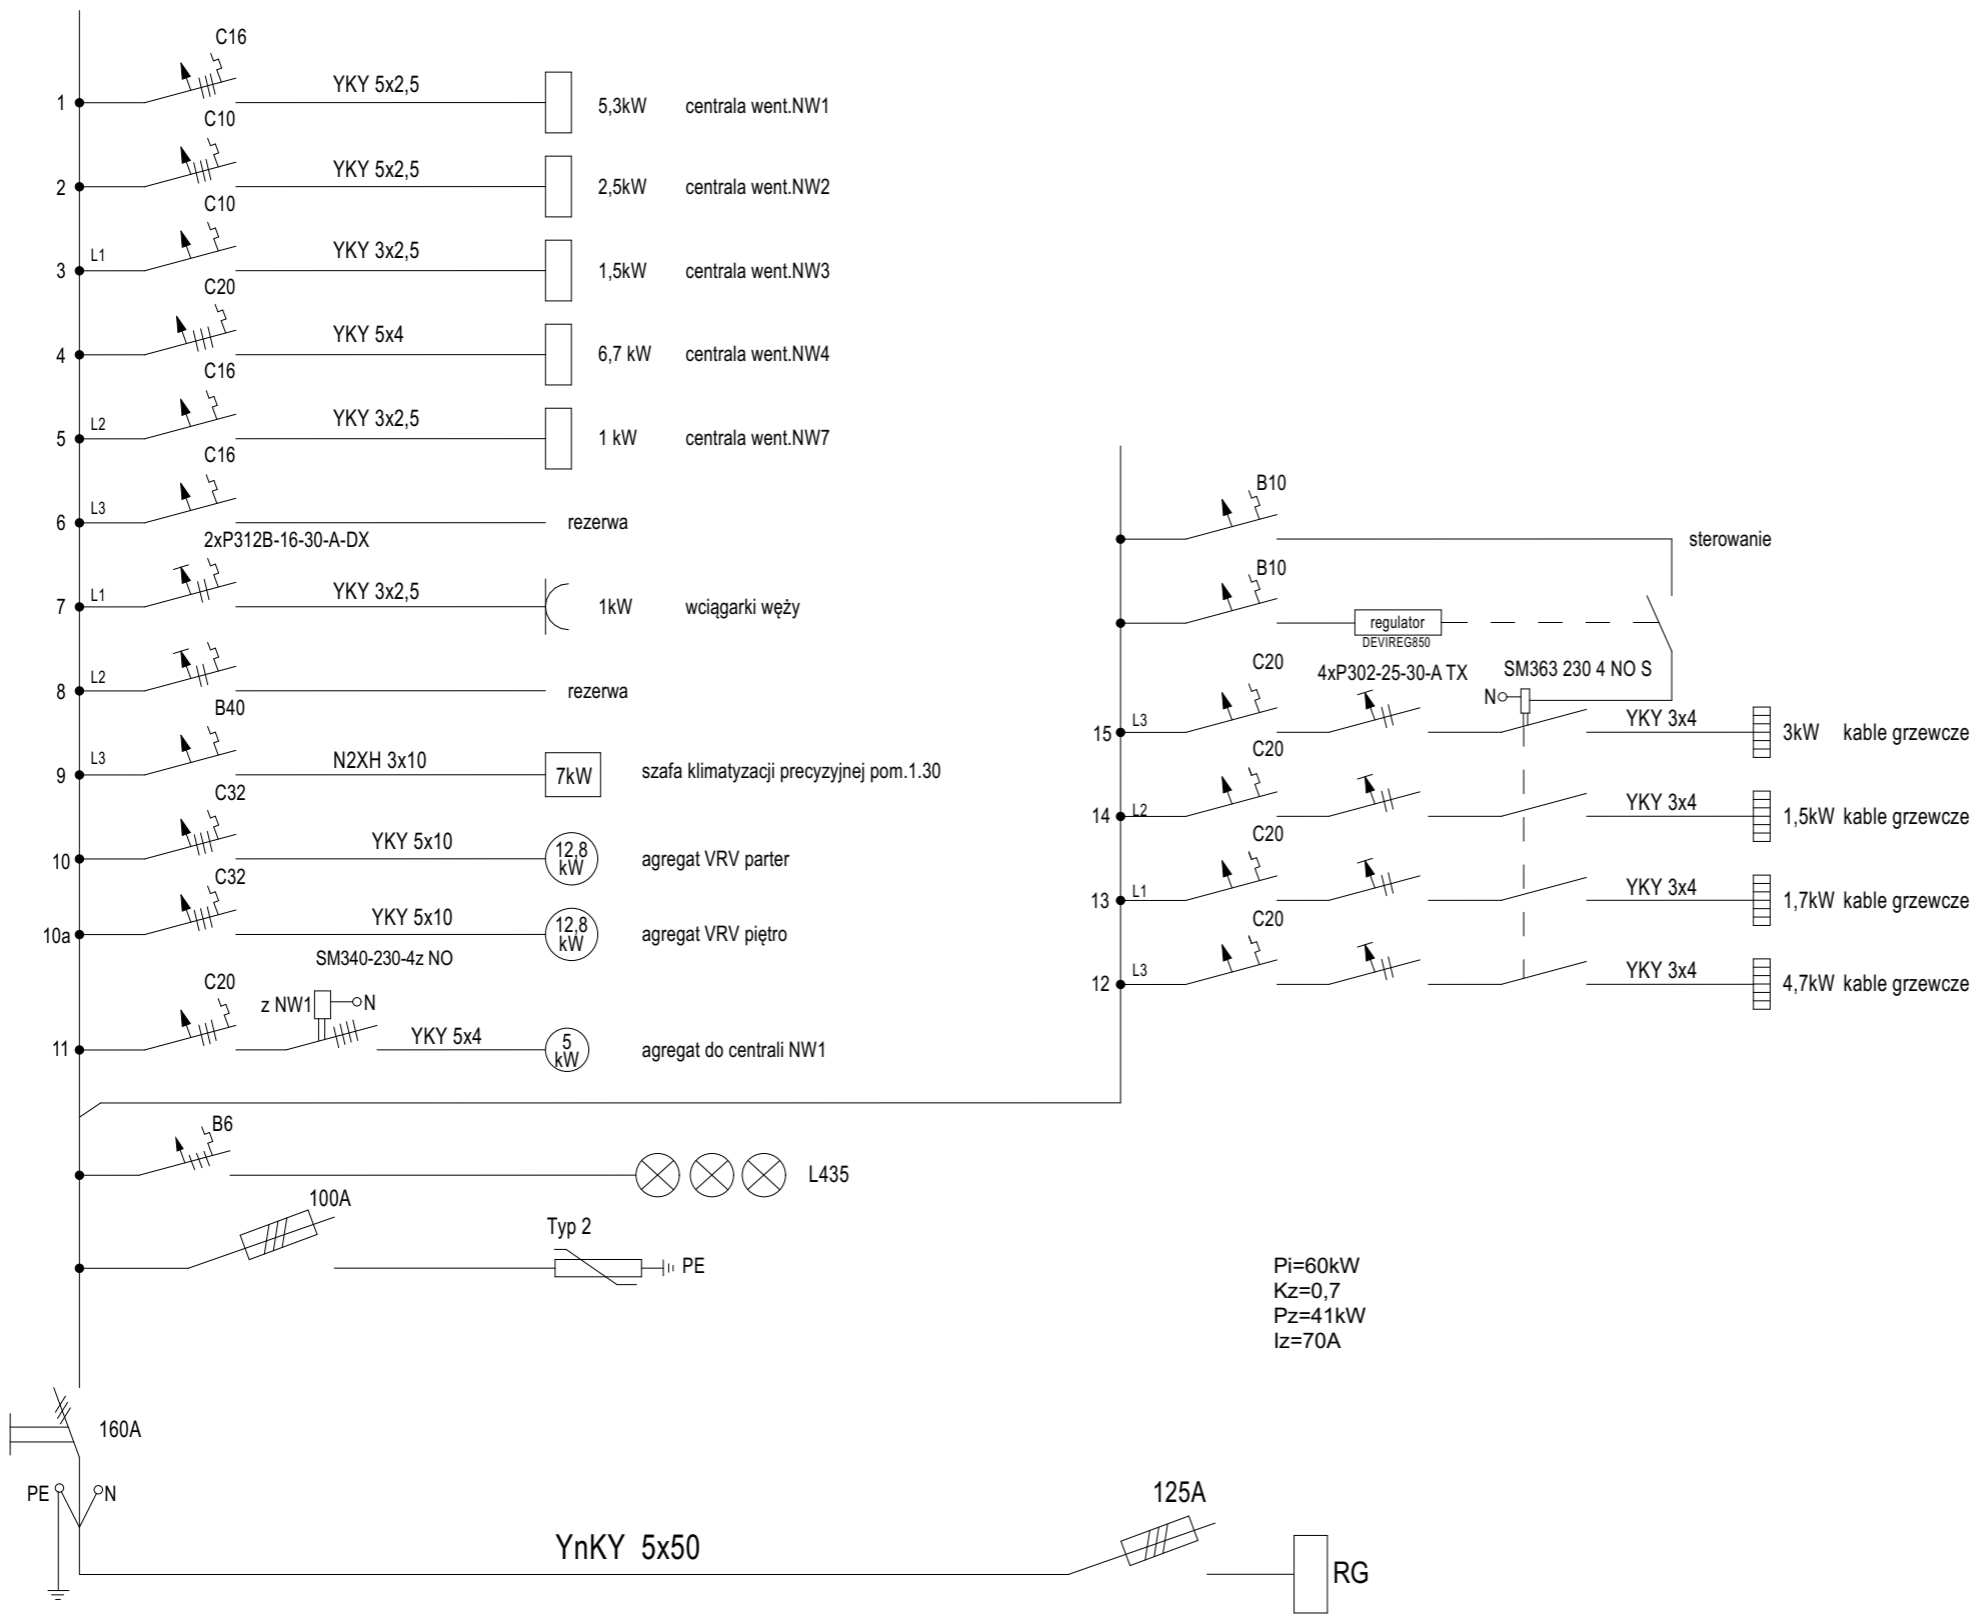 C16
YKY 5x2,5
1
5,3kW centrala went.NW1
C10
YKY 5x2,5
2
2,5kW centrala went.NW2
C10
L1
YKY 3x2,5
3
1,5kW centrala went.NW3
C20
YKY 5x4
4
6,7 kW centrala went.NW4
C16
L2
YKY 3x2,5
5
1 kW centrala went.NW7
C16
L3
6
rezerwa
2xP312B-16-30-A-DX
L1
YKY 3x2,5
7
1kW wciągarki węży
L2
8
rezerwa
B40
L3
N2XH 3x10
9
7kW
szafa klimatyzacji precyzyjnej pom.1.30
C32
YKY 5x10
10
12,8
kW
agregat VRV parter
C32
YKY 5x10
10a
12,8
kW
agregat VRV piętro
SM340-230-4z NO
C20
z NW1
N
YKY 5x4
11
5
kW
agregat do centrali NW1
B6
L435
100A
Typ 2
PE
160A
PE
N
YnKY 5x50
125A
RG
B10
sterowanie
B10
regulator
DEVIREG850
C20
4xP302-25-30-A TX
SM363 230 4 NO S
N
L3
YKY 3x4
15
3kW kable grzewcze
C20
L2
YKY 3x4
14
1,5kW kable grzewcze
C20
L1
YKY 3x4
13
1,7kW kable grzewcze
C20
L3
YKY 3x4
12
4,7kW kable grzewcze
Pi=60kW
Kz=0,7
Pz=41kW
Iz=70A